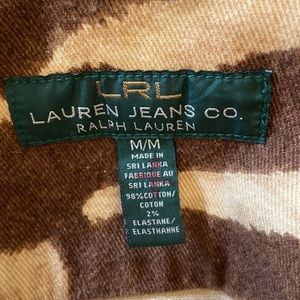 LRL
LAUREN JEANS CO.
RALPH LAUREN
M/M
MADE IN
SRI LANKA
FABRIQUE AU
SRI LANKA
98%COTTON/
COTON
2%
ELASTANE/
ELASTHANNE